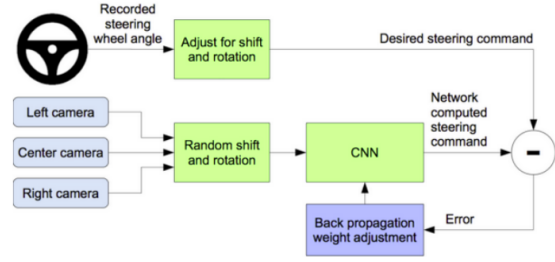 Recorded
steering
wheel angle
Adjust for shift
and rotation
Desired steering command
Left camera
Center camera
Right camera
Random shift
and rotation
CNN
Network
computed
steering
command
-
Back propagation
weight adjustment
Error